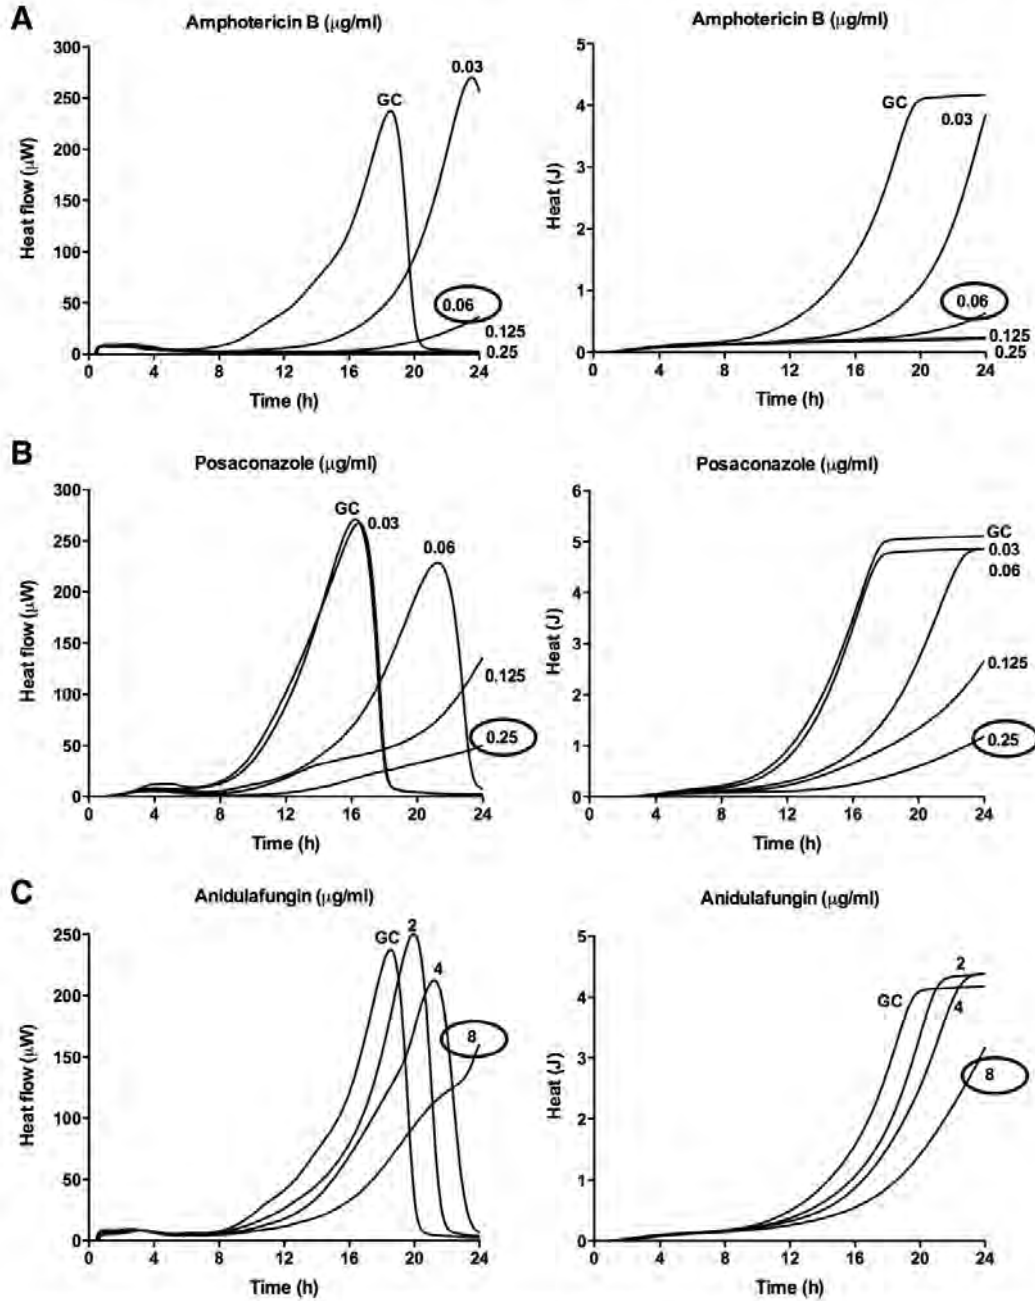 A
Amphotericin B (μg/ml)
Heat flow (μW)
300
250
200
150
100
50
0
GC
0.03
0.06
0.125
0.25
0 4 8 12 16 20 24
Time (h)
Amphotericin B (μg/ml)
Heat (J)
5
4
3
2
1
0
GC
0.03
0.06
0.125
0.25
0 4 8 12 16 20 24
Time (h)
B
Posaconazole (μg/ml)
Heat flow (μW)
300
250
200
150
100
50
0
GC
0.03
0.06
0.125
0.25
0 4 8 12 16 20 24
Time (h)
Posaconazole (μg/ml)
Heat (J)
6
5
4
3
2
1
0
GC
0.03
0.06
0.125
0.25
0 4 8 12 16 20 24
Time (h)
C
Anidulafungin (μg/ml)
Heat flow (μW)
250
200
150
100
50
0
GC
2
4
8
0 4 8 12 16 20 24
Time (h)
Anidulafungin (μg/ml)
Heat (J)
5
4
3
2
1
0
GC
2
4
8
0 4 8 12 16 20 24
Time (h)